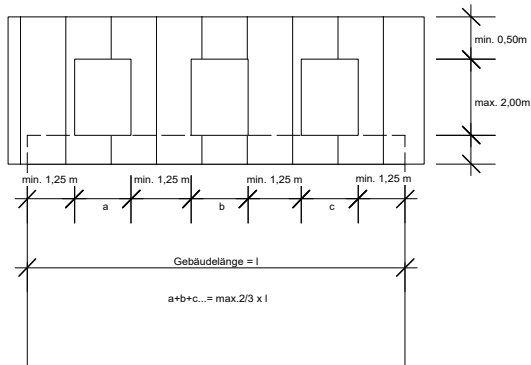 min. 0,50m
max. 2,00m
min. 1,25 m min. 1,25 m min. 1,25 m min. 1,25 m
a b c
Gebäudelänge = l
a+b+c...= max.2/3 x l